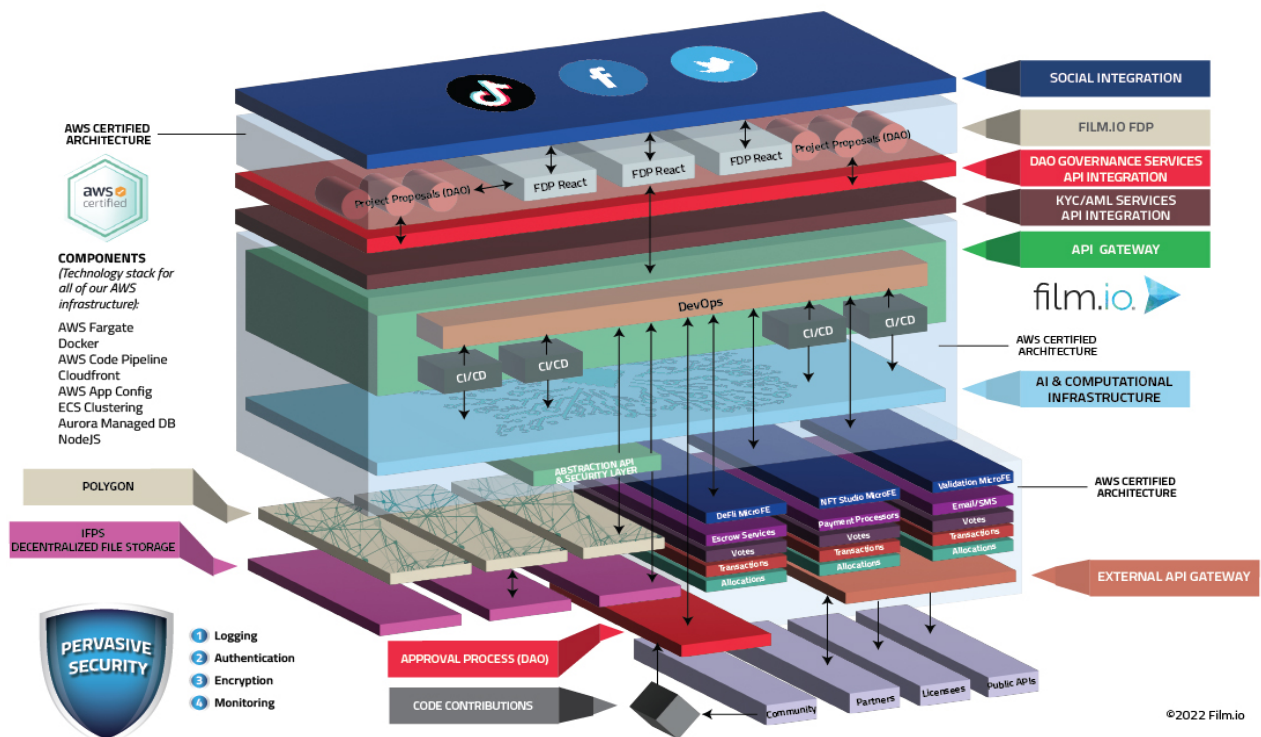 SOCIAL INTEGRATION
FILM.IO FDP
DAO GOVERNANCE SERVICES
API INTEGRATION
KYC/AML SERVICES
API INTEGRATION
API GATEWAY
film.io
AWS CERTIFIED
ARCHITECTURE
AI & COMPUTATIONAL
INFRASTRUCTURE
AWS CERTIFIED
ARCHITECTURE
EXTERNAL API GATEWAY
AWS CERTIFIED
ARCHITECTURE
aws
certified
COMPONENTS
(Technology stack for
all of our AWS
infrastructure):
AWS Fargate
Docker
AWS Code Pipeline
Cloudfront
AWS App Config
ECS Clustering
Aurora Managed DB
NodeJS
POLYGON
IFPS
DECENTRALIZED FILE STORAGE
PERVASIVE
SECURITY
1 Logging
2 Authentication
3 Encryption
4 Monitoring
Project Proposals (DAO)
FDP React
FDP React
FDP React
Project Proposals (DAO)
DevOps
CI/CD
CI/CD
CI/CD
CI/CD
ABSTRACTION API
& SECURITY LAYER
DeFii MicroFE
Escrow Services
Votes
Transactions
Allocations
NFT Studio MicroFE
Payment Processors
Votes
Transactions
Allocations
Validation MicroFE
Email/SMS
Votes
Transactions
Allocations
APPROVAL PROCESS (DAO)
CODE CONTRIBUTIONS
Community
Partners
Licensees
Public APIs
©2022 Film.io